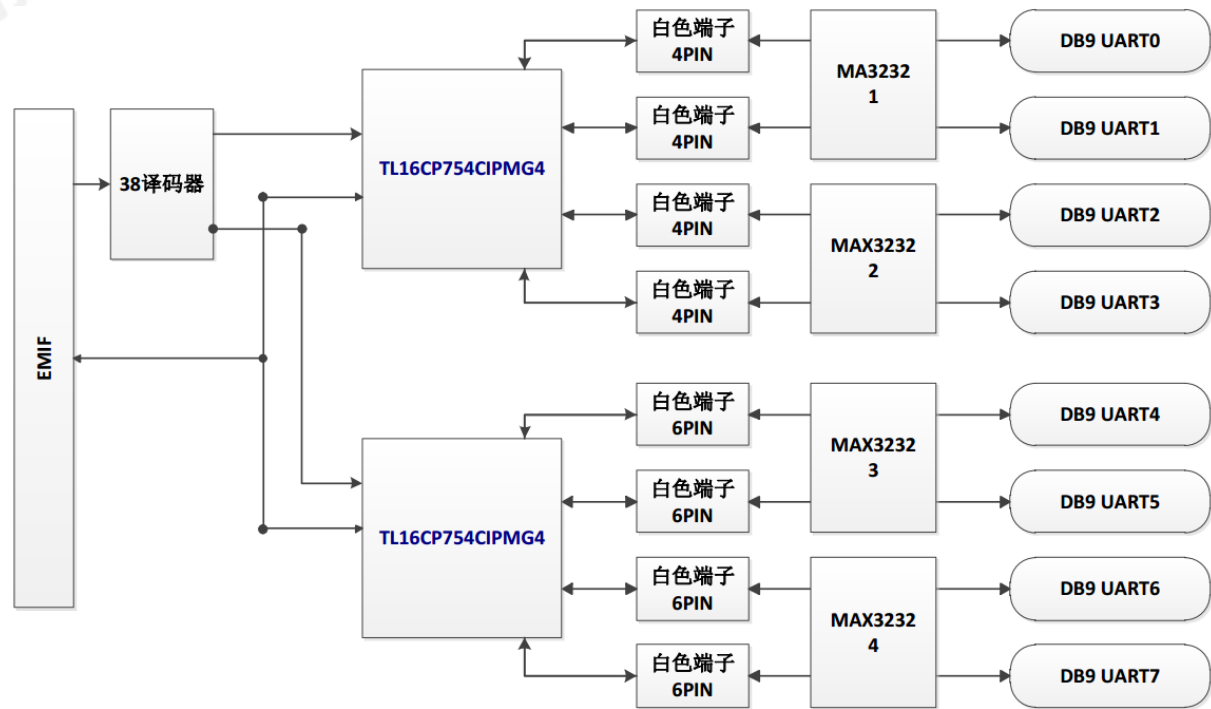 EMIF
38译码器
TL16CP754CIPMG4
白色端子
4PIN
白色端子
4PIN
白色端子
4PIN
白色端子
4PIN
MA3232
1
MAX3232
2
DB9 UART0
DB9 UART1
DB9 UART2
DB9 UART3
TL16CP754CIPMG4
白色端子
6PIN
白色端子
6PIN
白色端子
6PIN
白色端子
6PIN
MAX3232
3
MAX3232
4
DB9 UART4
DB9 UART5
DB9 UART6
DB9 UART7